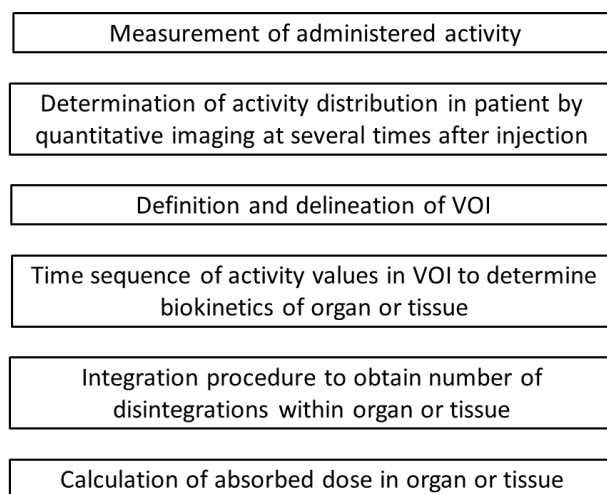 Measurement of administered activity
Determination of activity distribution in patient by
quantitative imaging at several times after injection
Definition and delineation of VOI
Time sequence of activity values in VOI to determine
biokinetics of organ or tissue
Integration procedure to obtain number of
disintegrations within organ or tissue
Calculation of absorbed dose in organ or tissue